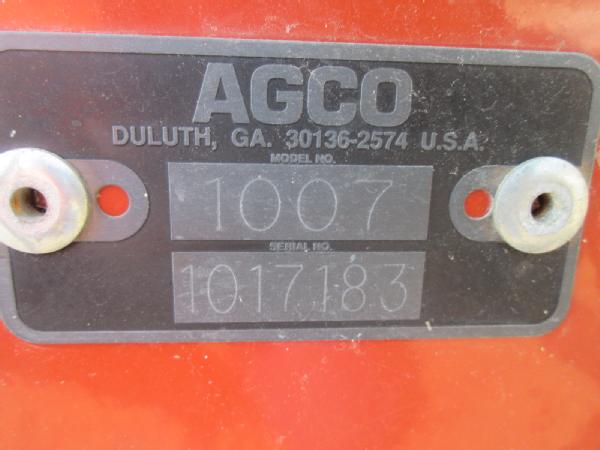 AGCO
DULUTH, GA. 30136-2574 U.S.A.
MODEL NO.
1007
SERIAL NO.
1017183